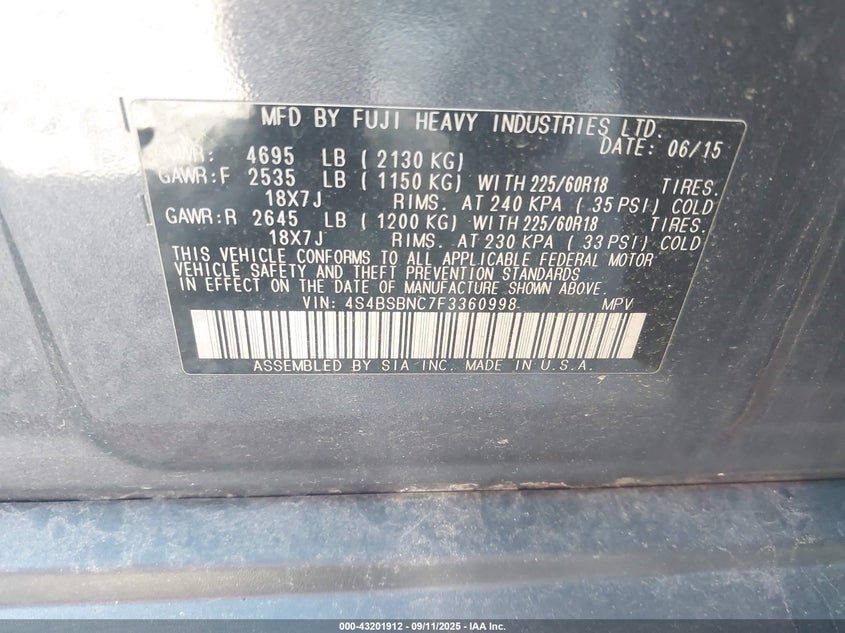 MFD BY FUJI HEAVY INDUSTRIES LTD.
DATE: 06/15
GVWR: 4695 LB ( 2130 KG)
GAWR:F 2535 LB ( 1150 KG) WITH 225/60R18 TIRES.
18X7J RIMS. AT 240 KPA ( 35 PSI) COLD
GAWR:R 2645 LB ( 1200 KG) WITH 225/60R18 TIRES.
18X7J RIMS. AT 230 KPA ( 33 PSI) COLD
THIS VEHICLE CONFORMS TO ALL APPLICABLE FEDERAL MOTOR
VEHICLE SAFETY AND THEFT PREVENTION STANDARDS
IN EFFECT ON THE DATE OF MANUFACTURE SHOWN ABOVE.
VIN: 4S4BSBNC7F3360998 MPV
ASSEMBLED BY SIA INC. MADE IN U.S.A.
000-43201912 - 09/11/2025 - IAA Inc.